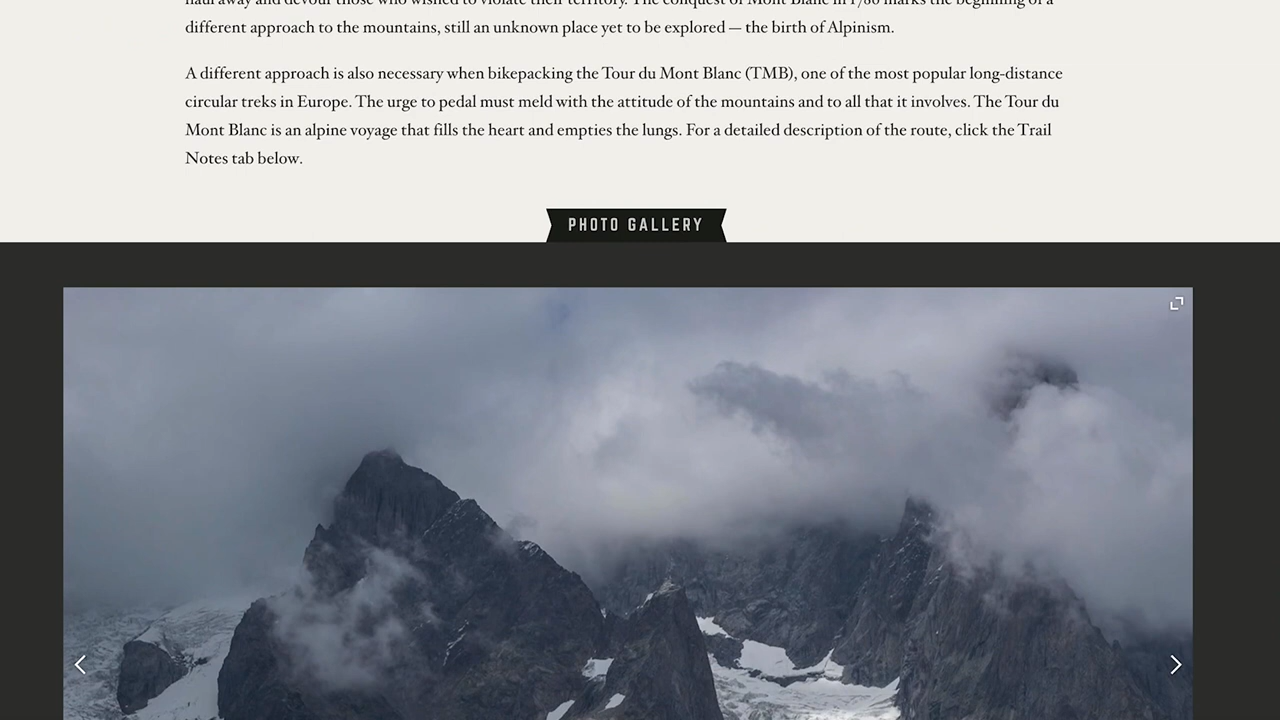 haul away and devour those who wished to violate their territory. The conquest of Mont Blanc in 1786 marks the beginning of a
different approach to the mountains, still an unknown place yet to be explored — the birth of Alpinism.
A different approach is also necessary when bikepacking the Tour du Mont Blanc (TMB), one of the most popular long-distance
circular treks in Europe. The urge to pedal must meld with the attitude of the mountains and to all that it involves. The Tour du
Mont Blanc is an alpine voyage that fills the heart and empties the lungs. For a detailed description of the route, click the Trail
Notes tab below.
PHOTO GALLERY